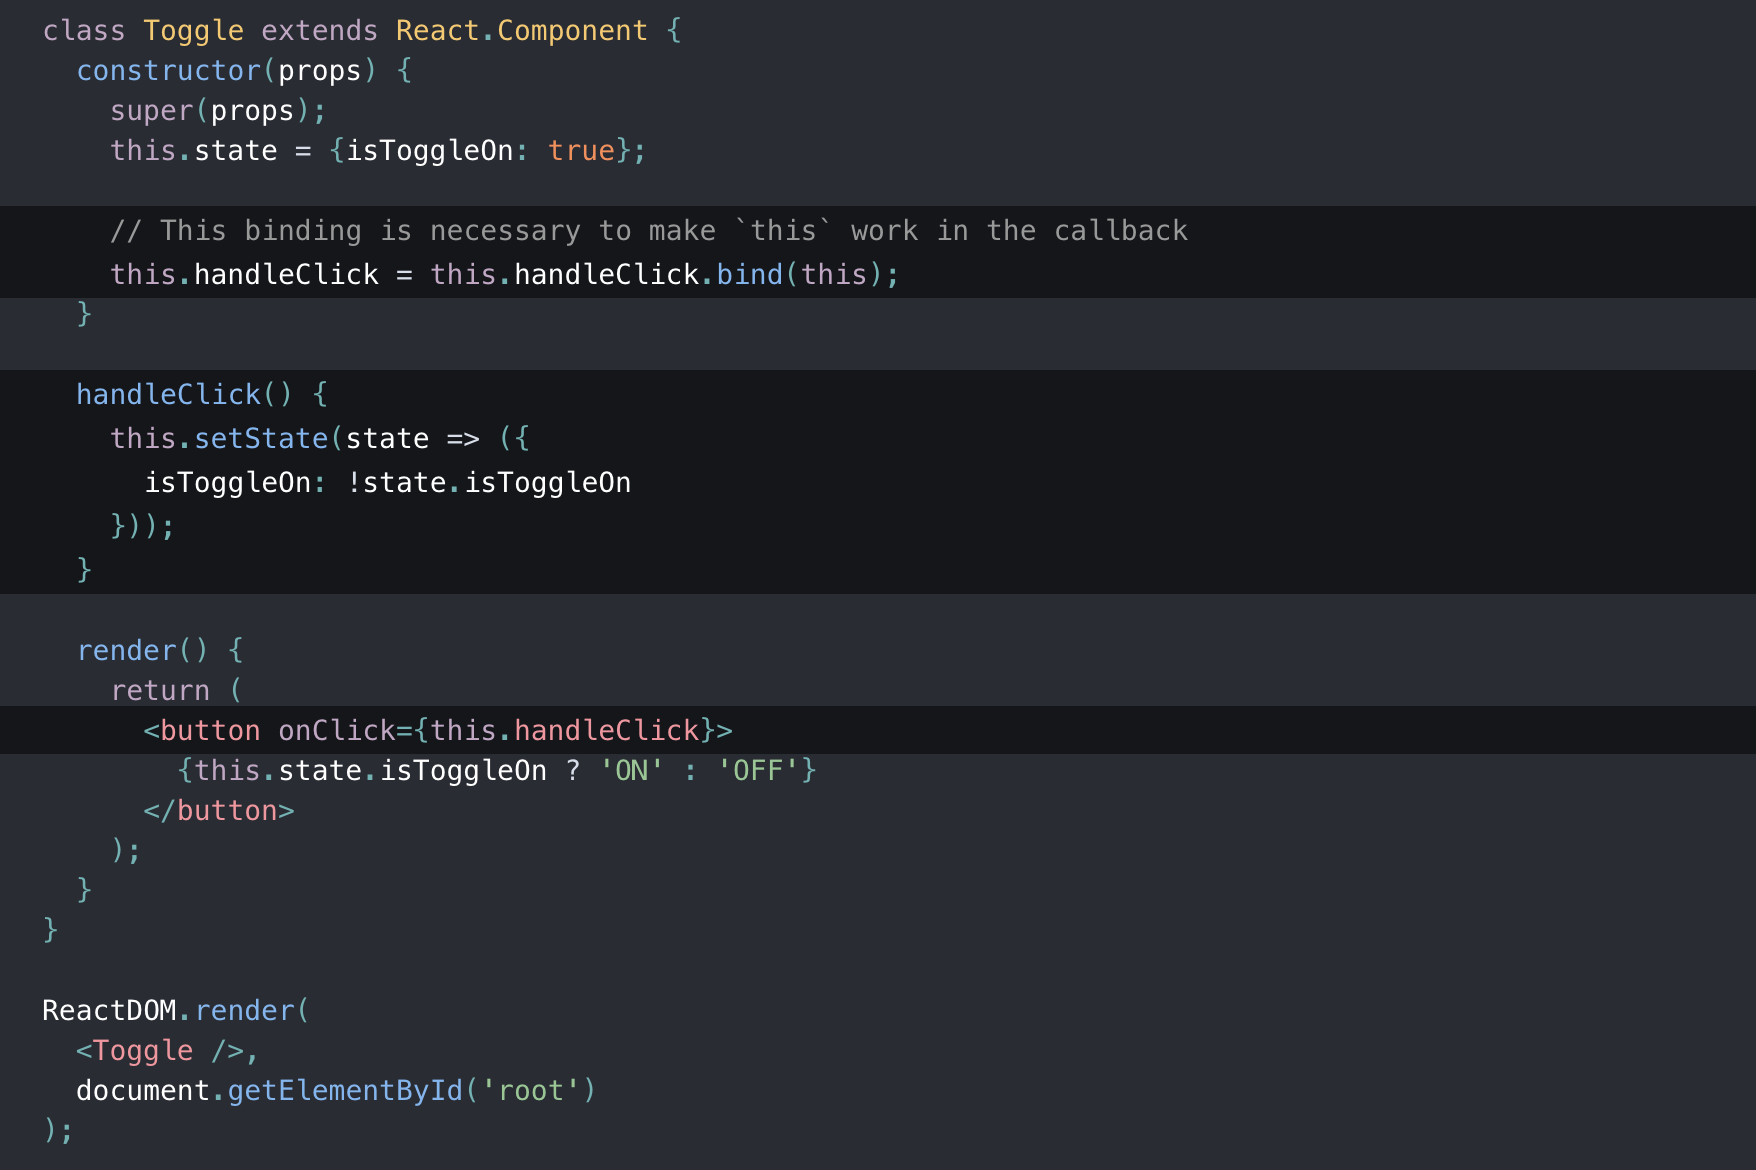 class Toggle extends React.Component {
  constructor(props) {
    super(props);
    this.state = {isToggleOn: true};

    // This binding is necessary to make `this` work in the callback
    this.handleClick = this.handleClick.bind(this);
  }

  handleClick() {
    this.setState(state => ({
      isToggleOn: !state.isToggleOn
    }));
  }

  render() {
    return (
      <button onClick={this.handleClick}>
        {this.state.isToggleOn ? 'ON' : 'OFF'}
      </button>
    );
  }
}

ReactDOM.render(
  <Toggle />,
  document.getElementById('root')
);